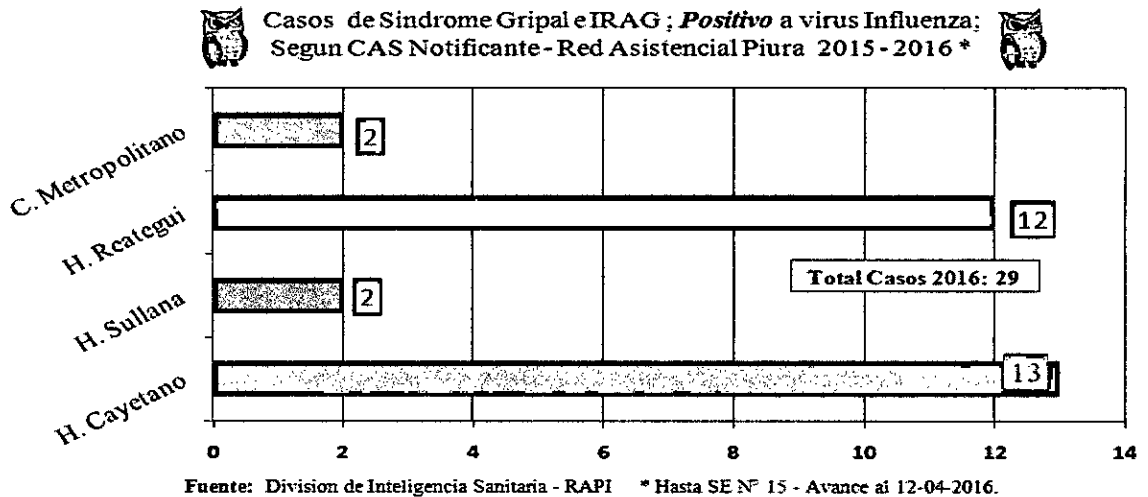 Casos de Sindrome Gripal e IRAG ; Positivo a virus Influenza;
Segun CAS Notificante - Red Asistencial Piura 2015 - 2016 *
C. Metropolitano
2
H. Reategui
12
Total Casos 2016: 29
H. Sullana
2
H. Cayetano
13
0 2 4 6 8 10 12 14
Fuente: Division de Inteligencia Sanitaria - RAPI * Hasta SE Nº 15 - Avance al 12-04-2016.